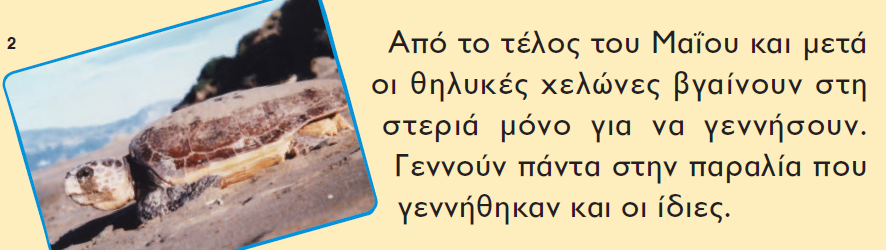 2
Από το τέλος του Μαΐου και μετά
οι θηλυκές χελώνες βγαίνουν στη
στεριά μόνο για να γεννήσουν.
Γεννούν πάντα στην παραλία που
γεννήθηκαν και οι ίδιες.